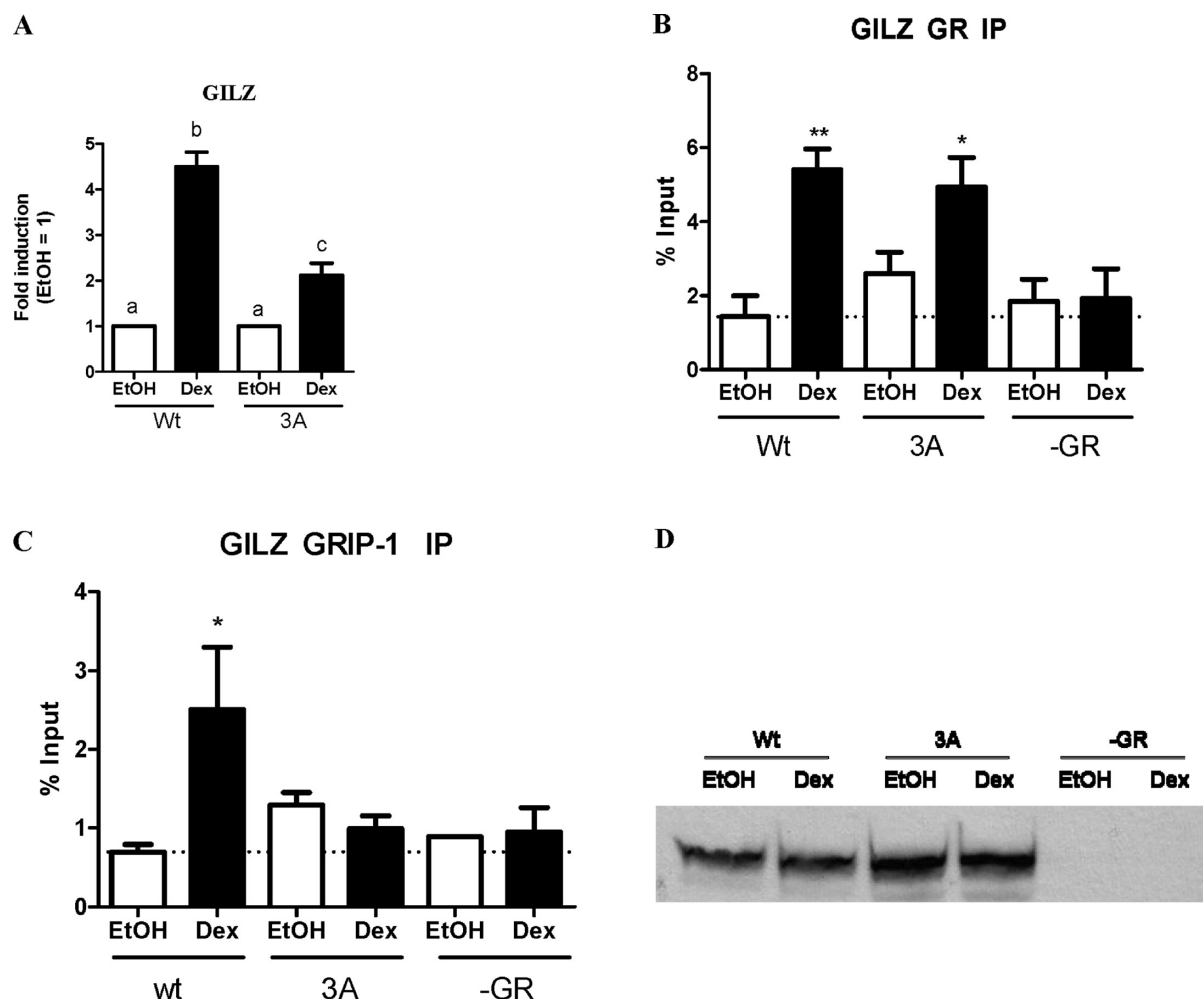 A
GILZ
Fold induction
(EtOH = 1)
5
4
3
2
1
0
a
b
a
c
EtOH Dex EtOH Dex
Wt 3A
B
GILZ GR IP
% Input
8
6
4
2
0
** *
EtOH Dex EtOH Dex EtOH Dex
Wt 3A -GR
C
GILZ GRIP-1 IP
% Input
4
3
2
1
0
*
EtOH Dex EtOH Dex EtOH Dex
wt 3A -GR
D
Wt 3A -GR
EtOH Dex EtOH Dex EtOH Dex